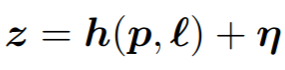 z = h(p, ℓ) + η